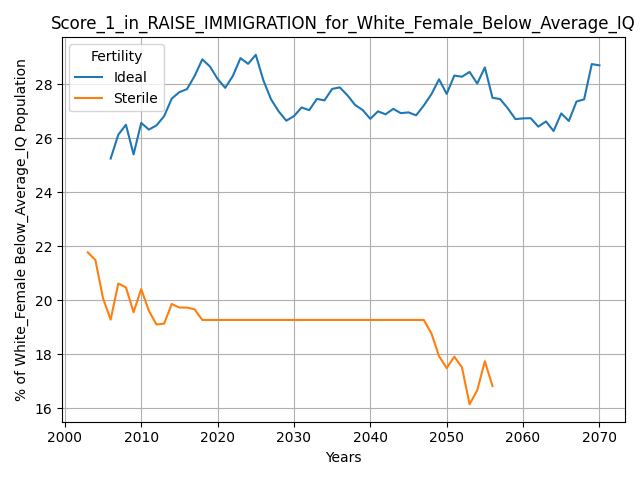 Score_1_in_RAISE_IMMIGRATION_for_White_Female_Below_Average_IQ
Fertility
Ideal
Sterile
% of White_Female Below_Average_IQ Population
28
26
24
22
20
18
16
2000 2010 2020 2030 2040 2050 2060 2070
Years